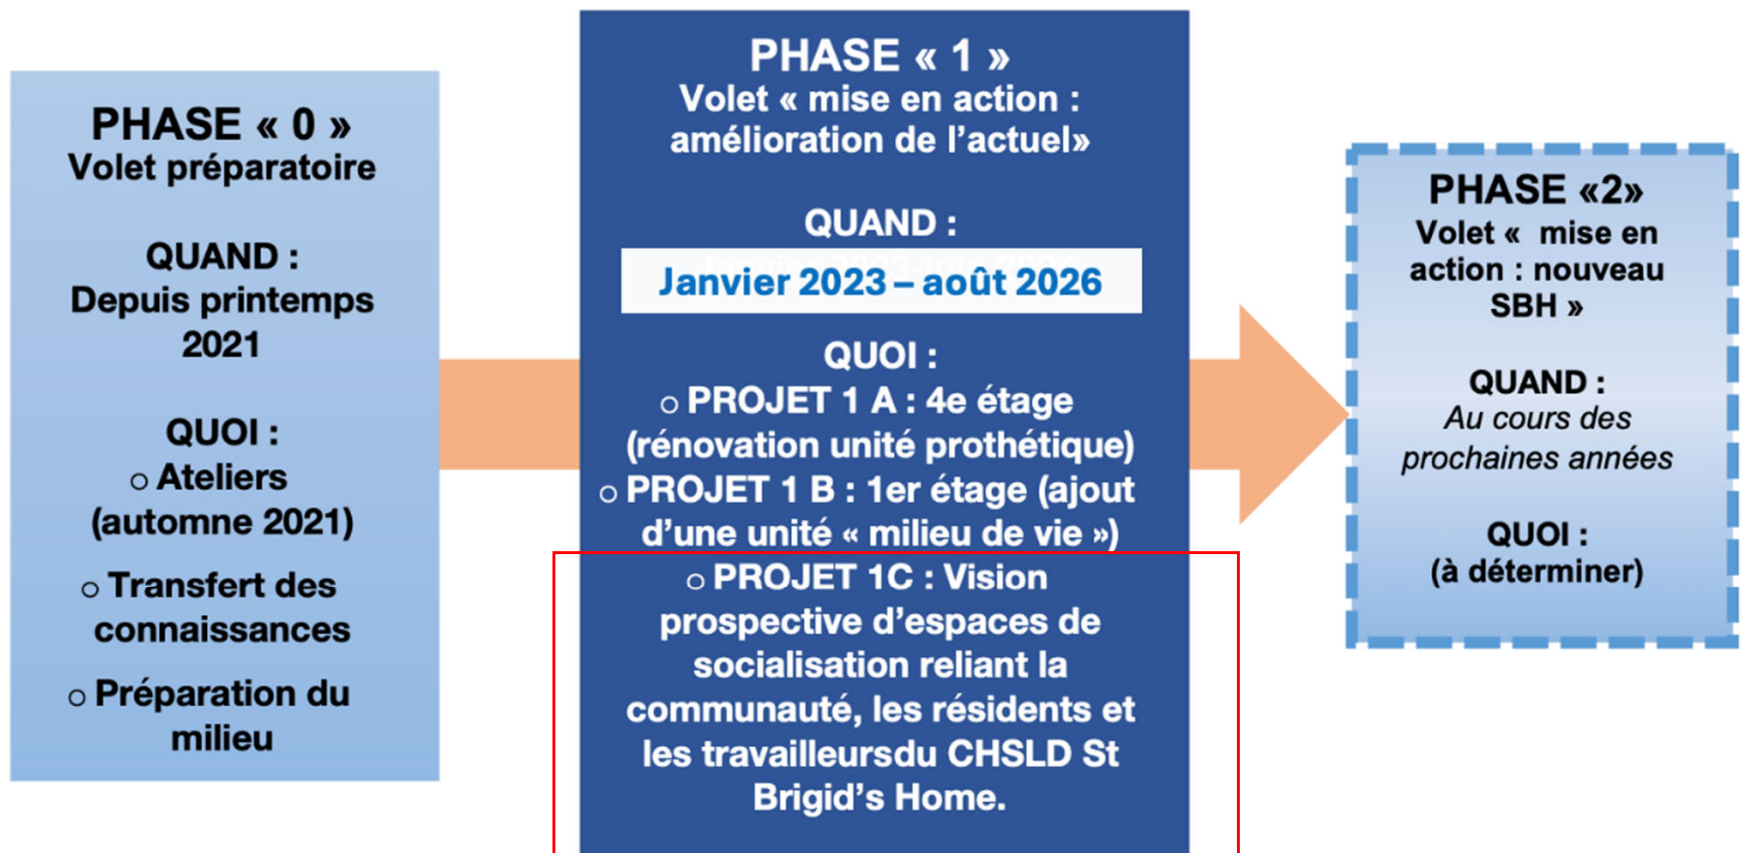 PHASE « 0 »
Volet préparatoire
QUAND :
Depuis printemps
2021
QUOI :
o Ateliers
(automne 2021)
o Transfert des
connaissances
o Préparation du
milieu
PHASE « 1 »
Volet « mise en action :
amélioration de l’actuel»
QUAND :
Janvier 2023 – août 2026
QUOI :
o PROJET 1 A : 4e étage
(rénovation unité prothétique)
o PROJET 1 B : 1er étage (ajout
d’une unité « milieu de vie »)
o PROJET 1C : Vision
prospective d’espaces de
socialisation reliant la
communauté, les résidents et
les travailleursdu CHSLD St
Brigid’s Home.
PHASE «2»
Volet « mise en
action : nouveau
SBH »
QUAND :
Au cours des
prochaines années
QUOI :
(à déterminer)